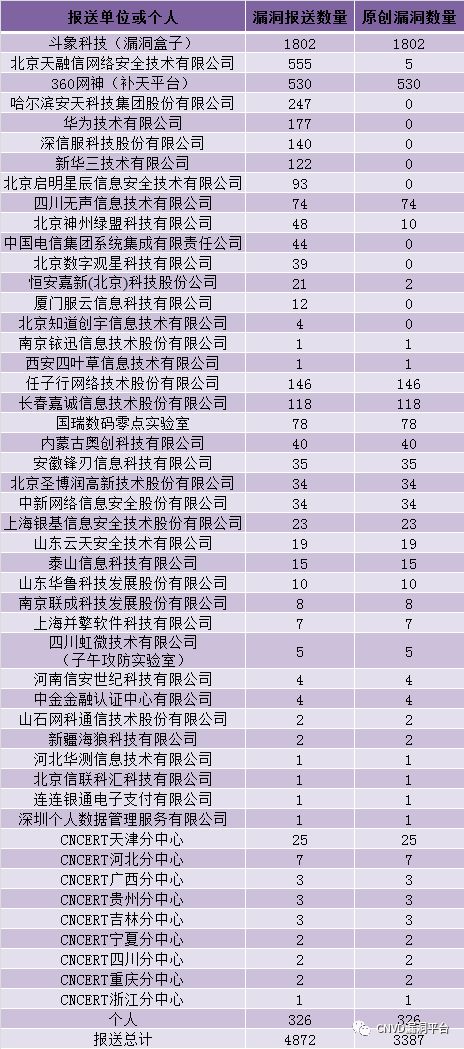 报送单位或个人 漏洞报送数量 原创漏洞数量
斗象科技（漏洞盒子） 1802 1802
北京天融信网络安全技术有限公司 555 5
360网神（补天平台） 530 530
哈尔滨安天科技集团股份有限公司 247 0
华为技术有限公司 177 0
深信服科技股份有限公司 140 0
新华三技术有限公司 122 0
北京启明星辰信息安全技术有限公司 93 0
四川无声信息技术有限公司 74 74
北京神州绿盟科技有限公司 48 10
中国电信集团系统集成有限责任公司 44 0
北京数字观星科技有限公司 39 0
恒安嘉新(北京)科技股份公司 21 2
厦门服云信息科技有限公司 12 0
北京知道创宇信息技术有限公司 4 0
南京铱迅信息技术股份有限公司 1 1
西安四叶草信息技术有限公司 1 1
任子行网络技术股份有限公司 146 146
长春嘉诚信息技术股份有限公司 118 118
国瑞数码零点实验室 78 78
内蒙古奥创科技有限公司 40 40
安徽锋刃信息科技有限公司 35 35
北京圣博润高新技术股份有限公司 34 34
中新网络信息安全股份有限公司 34 34
上海银基信息安全技术股份有限公司 23 23
山东云天安全技术有限公司 19 19
泰山信息科技有限公司 15 15
山东华鲁科技发展股份有限公司 10 10
南京联成科技发展股份有限公司 8 8
上海并擎软件科技有限公司 7 7
四川虹微技术有限公司
（子午攻防实验室） 5 5
河南信安世纪科技有限公司 4 4
中金金融认证中心有限公司 4 4
山石网科通信技术股份有限公司 2 2
新疆海狼科技有限公司 2 2
河北华测信息技术有限公司 1 1
北京信联科汇科技有限公司 1 1
连连银通电子支付有限公司 1 1
深圳个人数据管理服务有限公司 1 1
CNCERT天津分中心 25 25
CNCERT河北分中心 7 7
CNCERT广西分中心 3 3
CNCERT贵州分中心 3 3
CNCERT吉林分中心 3 3
CNCERT宁夏分中心 2 2
CNCERT四川分中心 2 2
CNCERT重庆分中心 2 2
CNCERT浙江分中心 1 1
个人 326 326
CNVD漏洞平台
报送总计 4872 3387